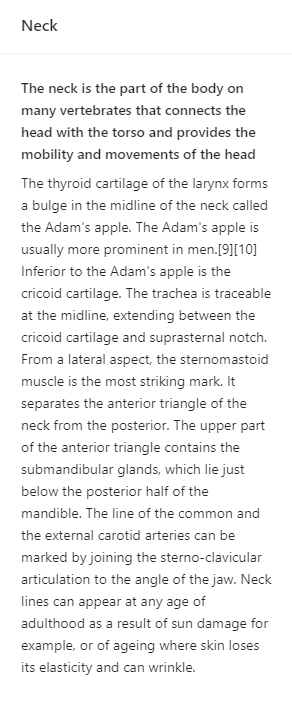 Neck
The neck is the part of the body on
many vertebrates that connects the
head with the torso and provides the
mobility and movements of the head
The thyroid cartilage of the larynx forms
a bulge in the midline of the neck called
the Adam's apple. The Adam's apple is
usually more prominent in men.[9][10]
Inferior to the Adam's apple is the
cricoid cartilage. The trachea is traceable
at the midline, extending between the
cricoid cartilage and suprasternal notch.
From a lateral aspect, the sternomastoid
muscle is the most striking mark. It
separates the anterior triangle of the
neck from the posterior. The upper part
of the anterior triangle contains the
submandibular glands, which lie just
below the posterior half of the
mandible. The line of the common and
the external carotid arteries can be
marked by joining the sterno-clavicular
articulation to the angle of the jaw. Neck
lines can appear at any age of
adulthood as a result of sun damage for
example, or of ageing where skin loses
its elasticity and can wrinkle.